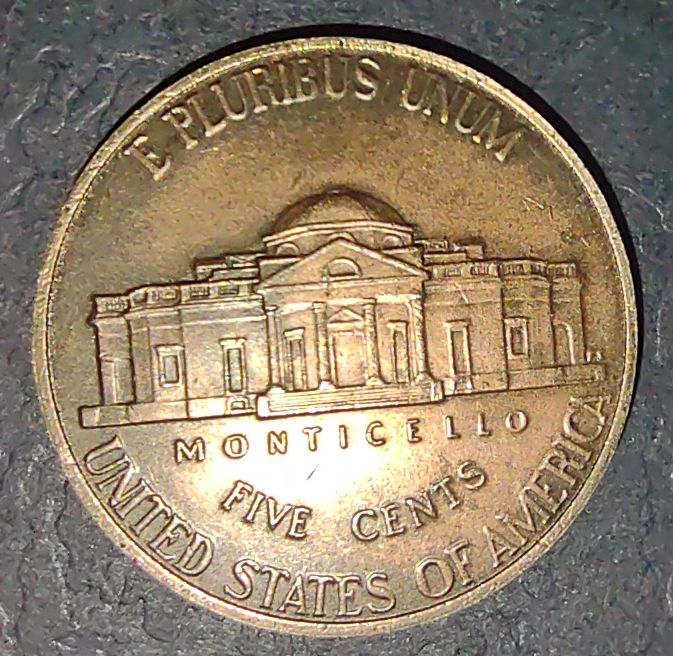 E PLURIBUS UNUM
MONTICELLO
FIVE CENTS
UNITED STATES OF AMERICA